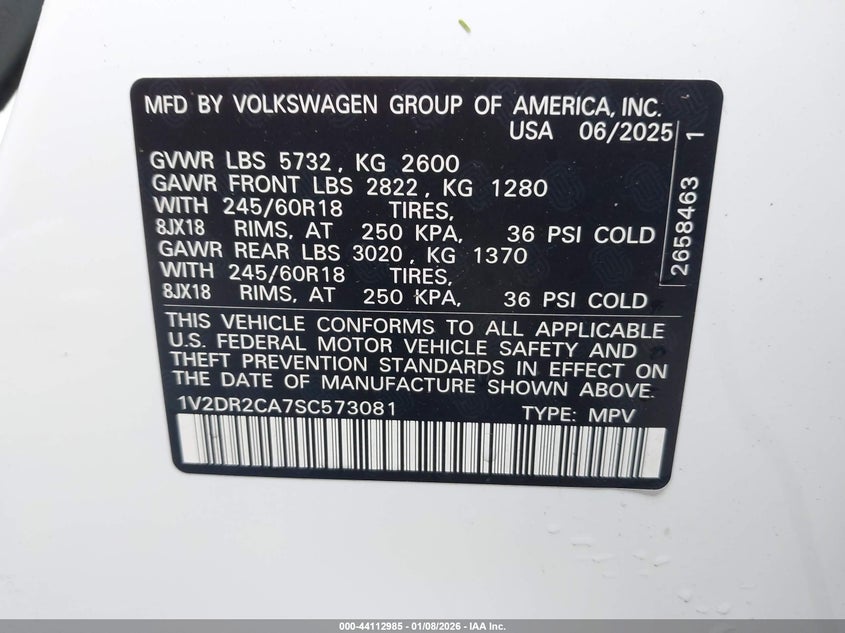 MFD BY VOLKSWAGEN GROUP OF AMERICA, INC.
USA 06/2025
GVWR LBS 5732, KG 2600
GAWR FRONT LBS 2822, KG 1280
WITH 245/60R18 TIRES,
8JX18 RIMS, AT 250 KPA, 36 PSI COLD
GAWR REAR LBS 3020, KG 1370
WITH 245/60R18 TIRES,
8JX18 RIMS, AT 250 KPA, 36 PSI COLD
2658463 1
THIS VEHICLE CONFORMS TO ALL APPLICABLE
U.S. FEDERAL MOTOR VEHICLE SAFETY AND
THEFT PREVENTION STANDARDS IN EFFECT ON
THE DATE OF MANUFACTURE SHOWN ABOVE.
1V2DR2CA7SC573081 TYPE: MPV
000-44112985 - 01/08/2026 - IAA Inc.